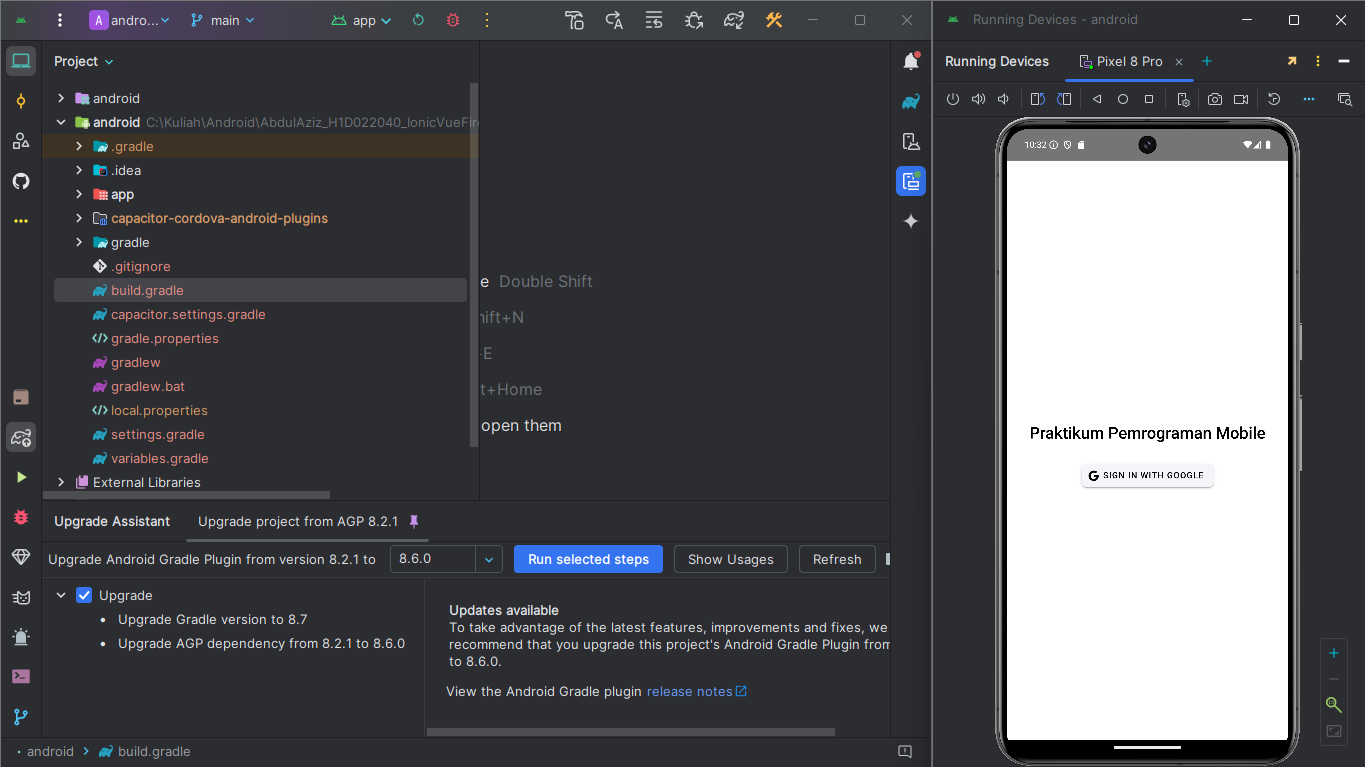 A andro...
main
app
Running Devices - android
Project
Running Devices
Pixel 8 Pro
android
android C:\Kuliah\Android\AbdulAziz_H1D022040_IonicVueFire
.gradle
.idea
app
capacitor-cordova-android-plugins
gradle
.gitignore
build.gradle
capacitor.settings.gradle
gradle.properties
gradlew
gradlew.bat
local.properties
settings.gradle
variables.gradle
External Libraries
e Double Shift
ift+N
-E
t+Home
open them
10:32
Praktikum Pemrograman Mobile
G SIGN IN WITH GOOGLE
Upgrade Assistant
Upgrade project from AGP 8.2.1
Upgrade Android Gradle Plugin from version 8.2.1 to
8.6.0
Run selected steps
Show Usages
Refresh
Upgrade
• Upgrade Gradle version to 8.7
• Upgrade AGP dependency from 8.2.1 to 8.6.0
Updates available
To take advantage of the latest features, improvements and fixes, we
recommend that you upgrade this project's Android Gradle Plugin from
to 8.6.0.
View the Android Gradle plugin release notes
android
build.gradle